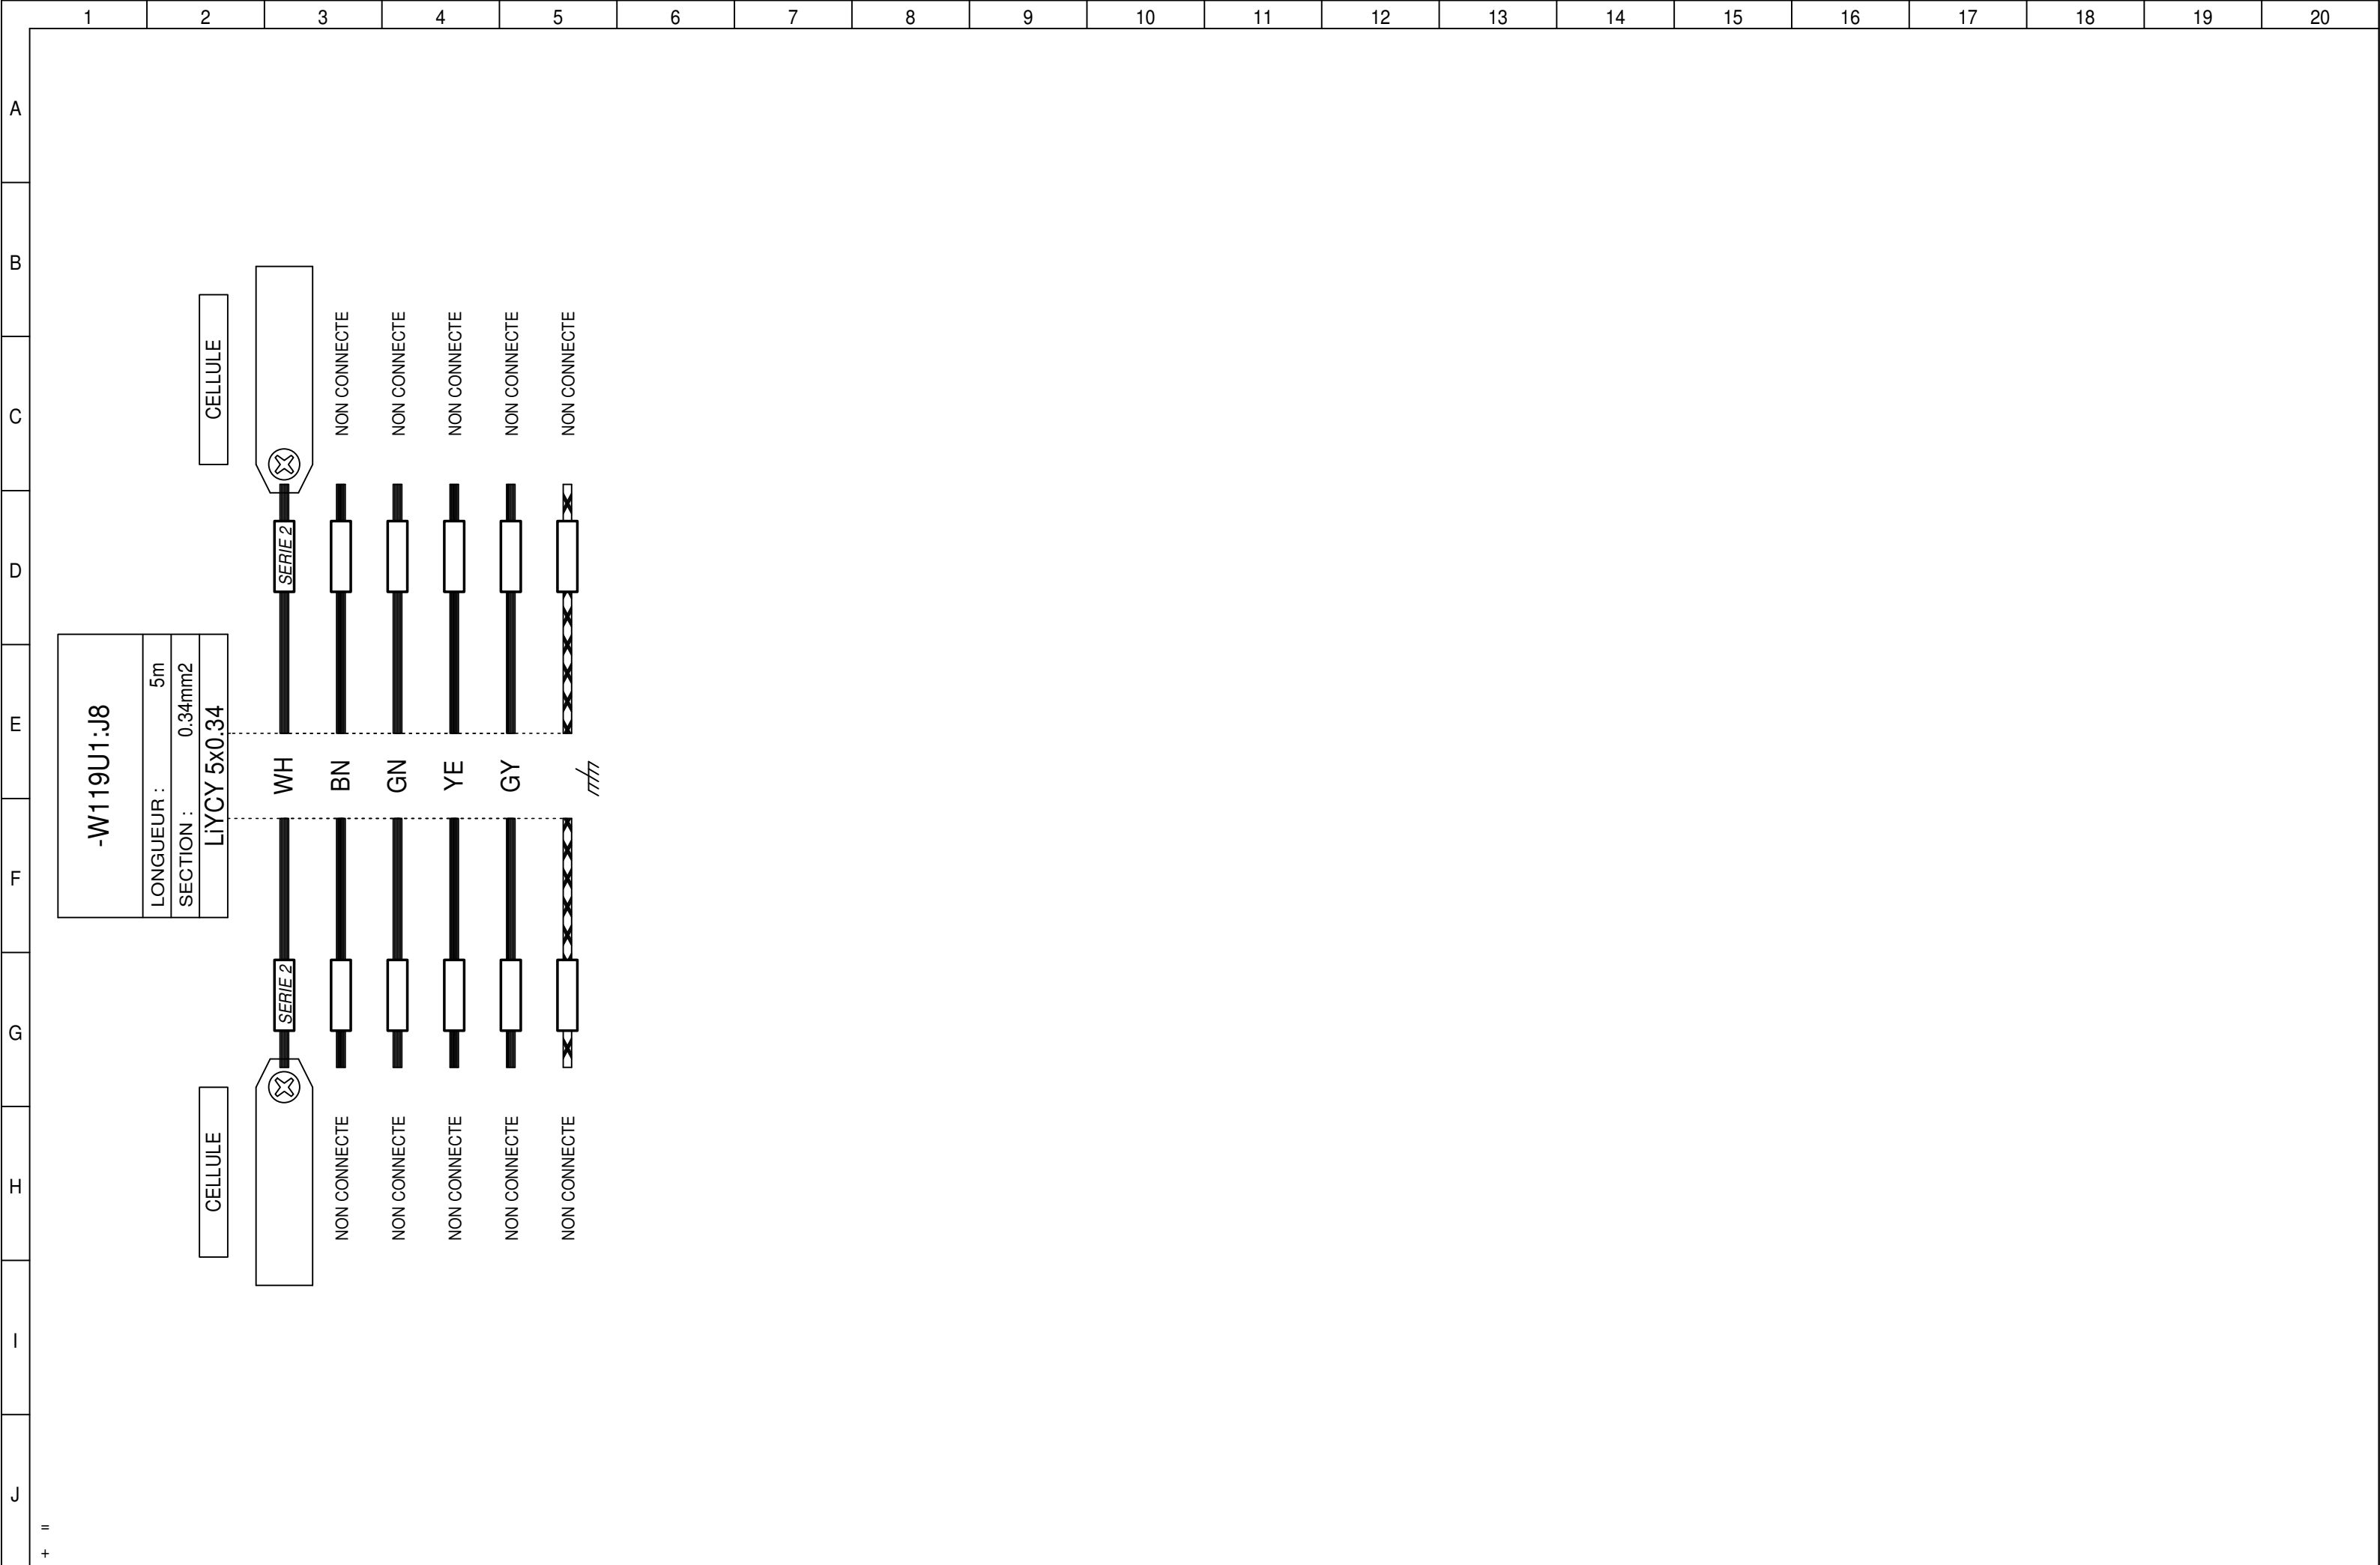 1 2 3 4 5 6 7 8 9 10 11 12 13 14 15 16 17 18 19 20
A
B
C
D
E
F
G
H
I
J
-W119U1:J8
LONGUEUR : 5m
SECTION : 0.34mm2
LiYCY 5x0.34
CELLULE
CELLULE
SERIE 2
WH
SERIE 2
NON CONNECTE
BN
NON CONNECTE
NON CONNECTE
GN
NON CONNECTE
NON CONNECTE
YE
NON CONNECTE
NON CONNECTE
GY
NON CONNECTE
NON CONNECTE
NON CONNECTE
=
+